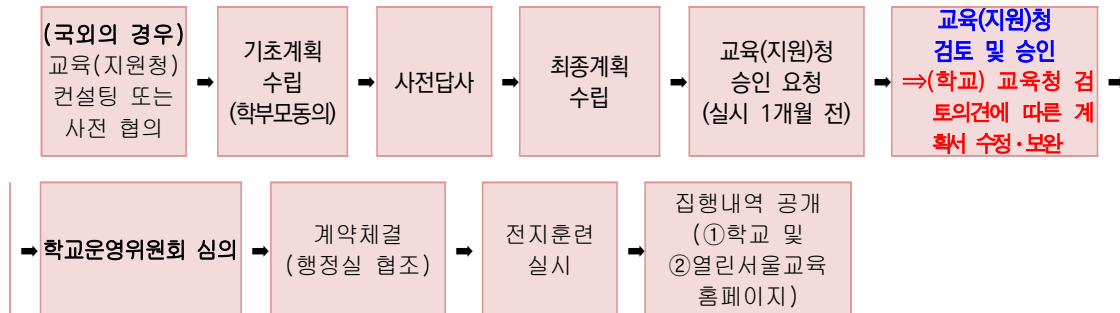 (국외의 경우)
교육(지원청)
컨설팅 또는
사전 협의
➡
기초계획
수립
(학부모동의)
➡
사전답사
➡
최종계획
수립
➡
교육(지원)청
승인 요청
(실시 1개월 전)
➡
교육(지원)청
검토 및 승인
⇒(학교) 교육청 검
토의견에 따른 계
획서 수정·보완
➡
➡
학교운영위원회 심의
➡
계약체결
(행정실 협조)
➡
전지훈련
실시
➡
집행내역 공개
(①학교 및
②열린서울교육
홈페이지)